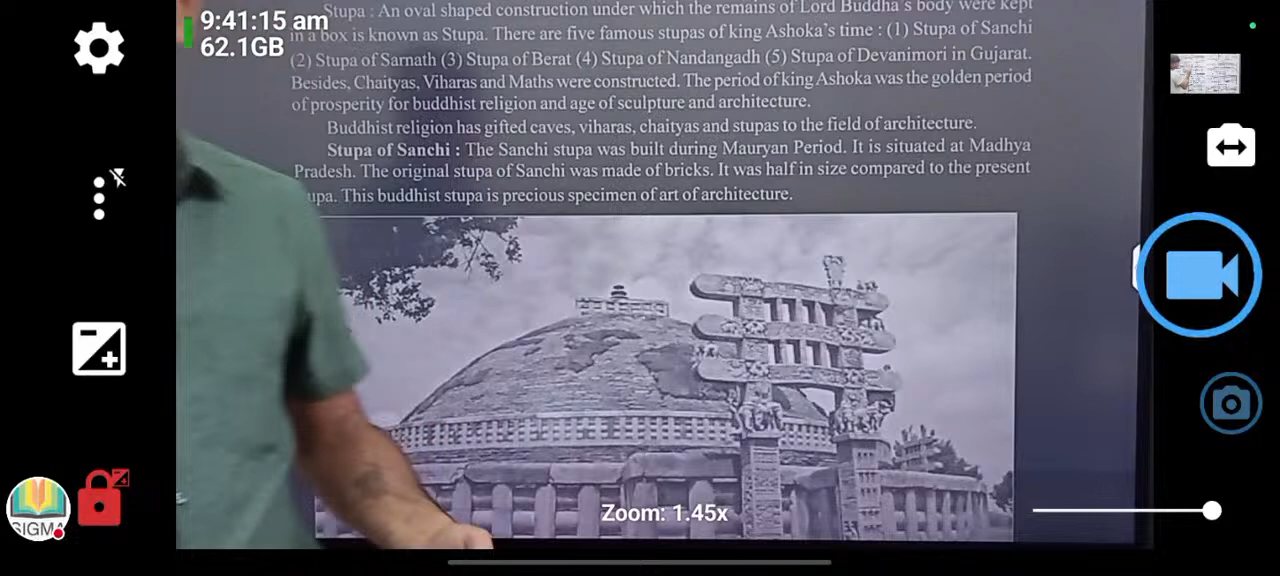 9:41:15 am
62.1GB
Stupa : An oval shaped construction under which the remains of Lord Buddha's body were kept
in a box is known as Stupa. There are five famous stupas of king Ashoka's time : (1) Stupa of Sanchi
(2) Stupa of Sarnath (3) Stupa of Berat (4) Stupa of Nandangadh (5) Stupa of Devanimori in Gujarat.
Besides, Chaityas, Viharas and Maths were constructed. The period of king Ashoka was the golden period
of prosperity for buddhist religion and age of sculpture and architecture.
Buddhist religion has gifted caves, viharas, chaityas and stupas to the field of architecture.
Stupa of Sanchi : The Sanchi stupa was built during Mauryan Period. It is situated at Madhya
Pradesh. The original stupa of Sanchi was made of bricks. It was half in size compared to the present
upa. This buddhist stupa is precious specimen of art of architecture.
Zoom: 1.45x
SIGMA